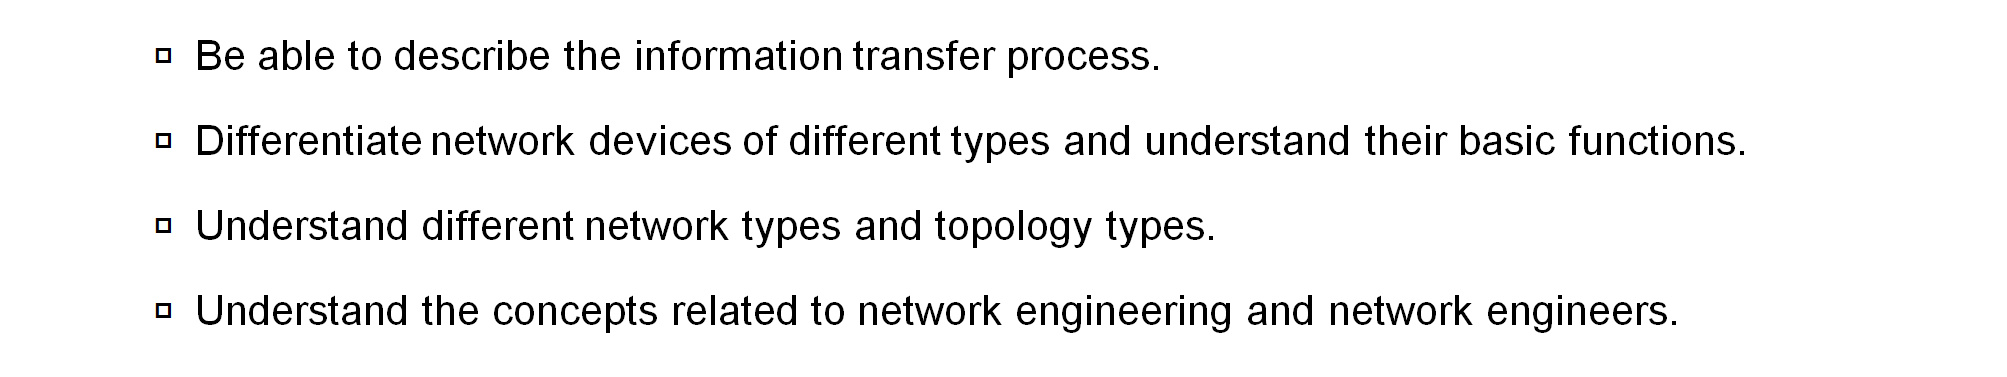 ▫ Be able to describe the information transfer process.
▫ Differentiate network devices of different types and understand their basic functions.
▫ Understand different network types and topology types.
▫ Understand the concepts related to network engineering and network engineers.